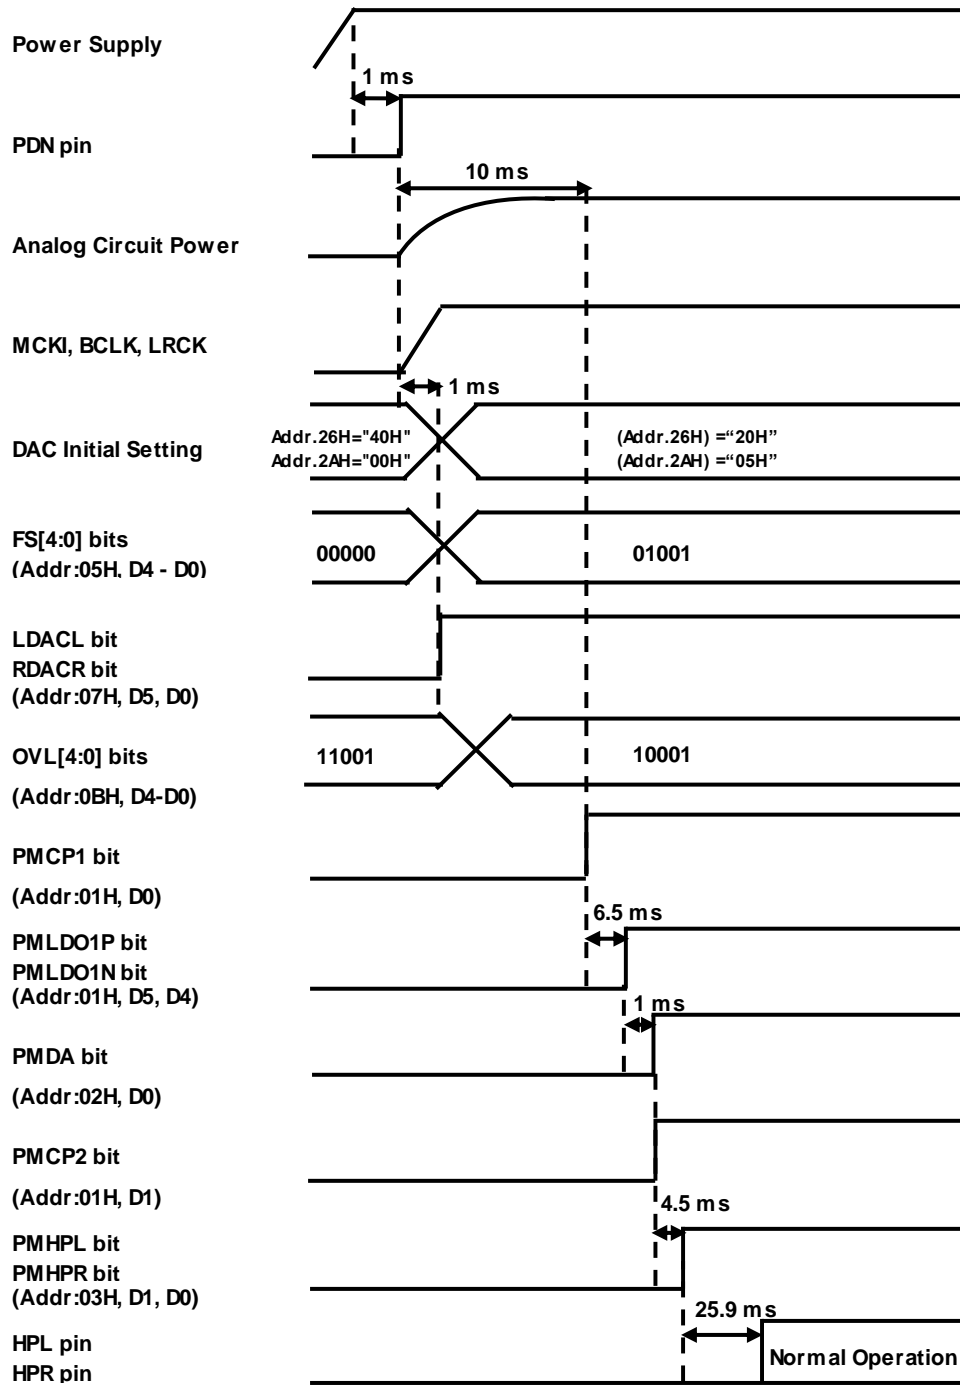 Power Supply
1 ms
PDN pin
10 ms
Analog Circuit Power
MCKI, BCLK, LRCK
1 ms
DAC Initial Setting
Addr.26H="40H"
Addr.2AH="00H"
(Addr.26H) =“20H”
(Addr.2AH) =“05H”
FS[4:0] bits
(Addr:05H, D4 - D0)
00000
01001
LDACL bit
RDACR bit
(Addr:07H, D5, D0)
OVL[4:0] bits
11001
10001
(Addr:0BH, D4-D0)
PMCP1 bit
(Addr:01H, D0)
6.5 ms
PMLDO1P bit
PMLDO1N bit
(Addr:01H, D5, D4)
1 ms
PMDA bit
(Addr:02H, D0)
PMCP2 bit
(Addr:01H, D1)
4.5 ms
PMHPL bit
PMHPR bit
(Addr:03H, D1, D0)
25.9 ms
HPL pin
HPR pin
Normal Operation